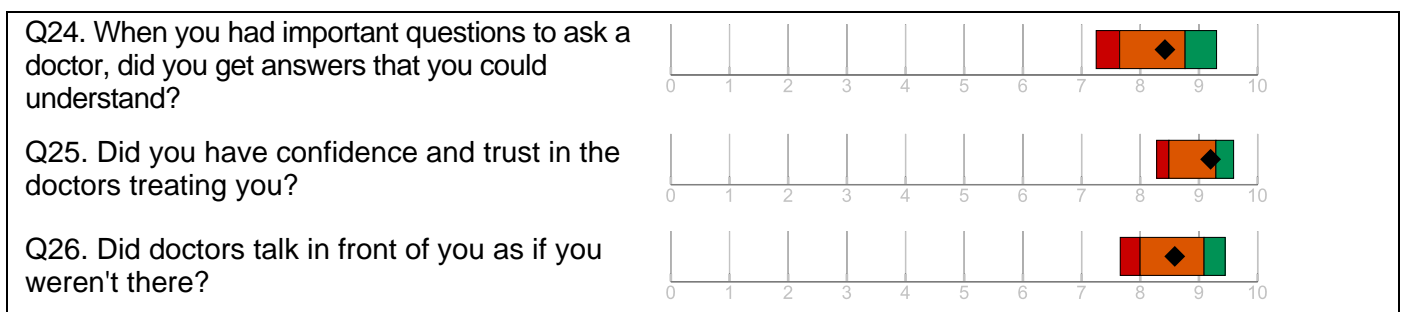 Q24. When you had important questions to ask a
doctor, did you get answers that you could
understand?
0 1 2 3 4 5 6 7 8 9 10
Q25. Did you have confidence and trust in the
doctors treating you?
0 1 2 3 4 5 6 7 8 9 10
Q26. Did doctors talk in front of you as if you
weren't there?
0 1 2 3 4 5 6 7 8 9 10